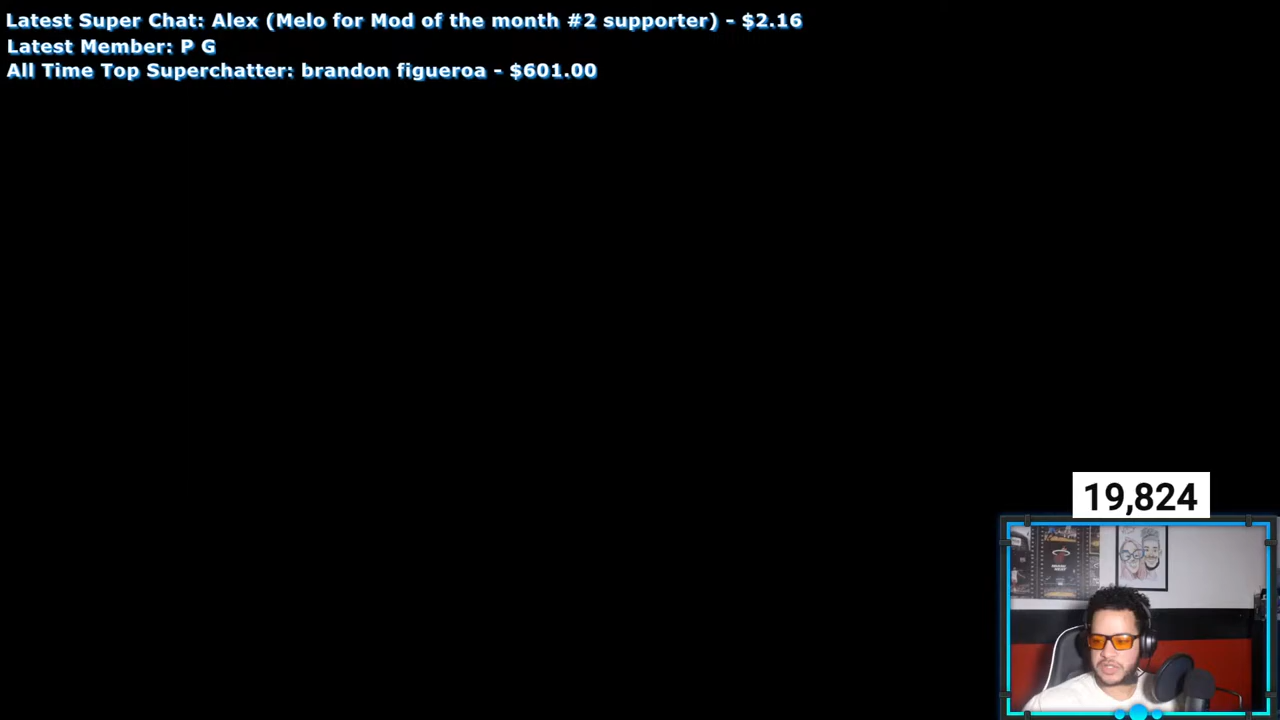 Latest Super Chat: Alex (Melo for Mod of the month #2 supporter) - $2.16
Latest Member: P G
All Time Top Superchatter: brandon figueroa - $601.00
19,824